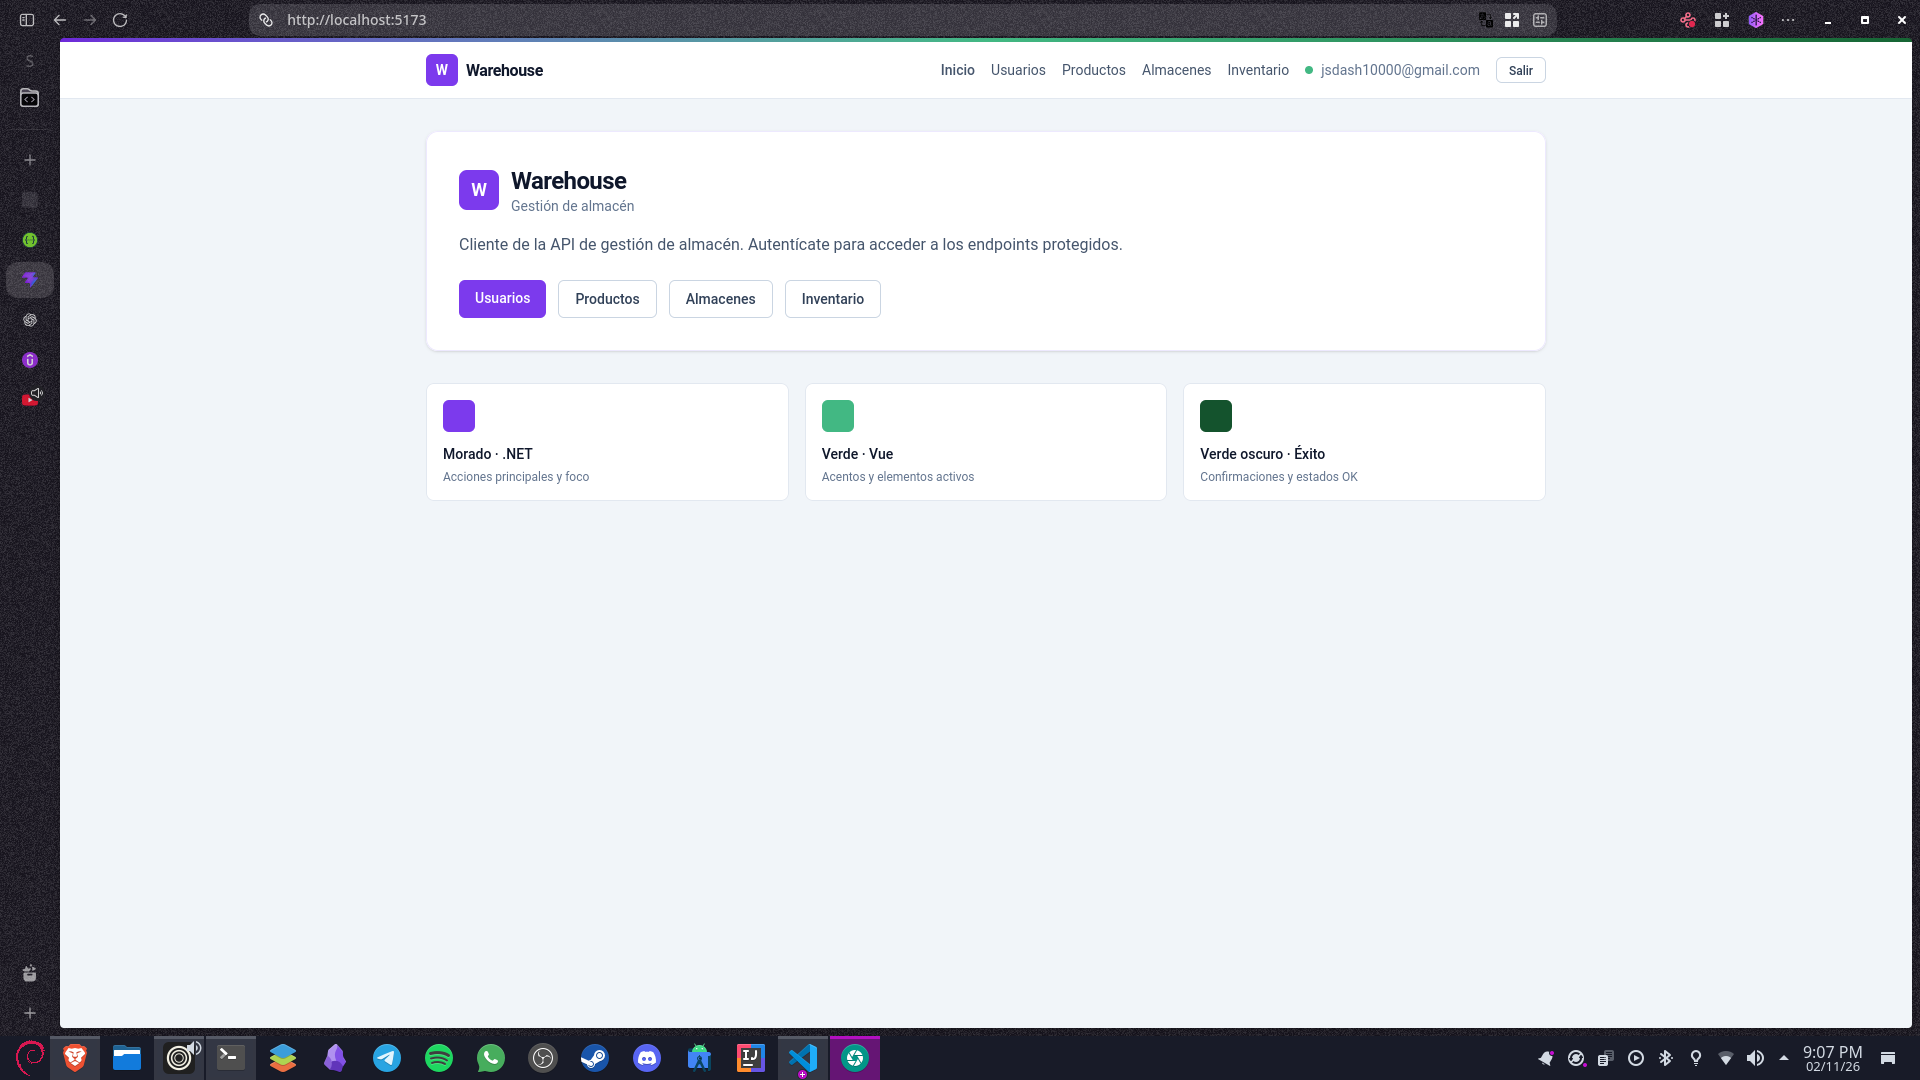 http://localhost:5173
S
W Warehouse
Inicio Usuarios Productos Almacenes Inventario jsdash10000@gmail.com Salir
W
Warehouse
Gestión de almacén
Cliente de la API de gestión de almacén. Autentícate para acceder a los endpoints protegidos.
Usuarios Productos Almacenes Inventario
Morado · .NET
Acciones principales y foco
Verde · Vue
Acentos y elementos activos
Verde oscuro · Éxito
Confirmaciones y estados OK
IJ
9:07 PM
02/11/26